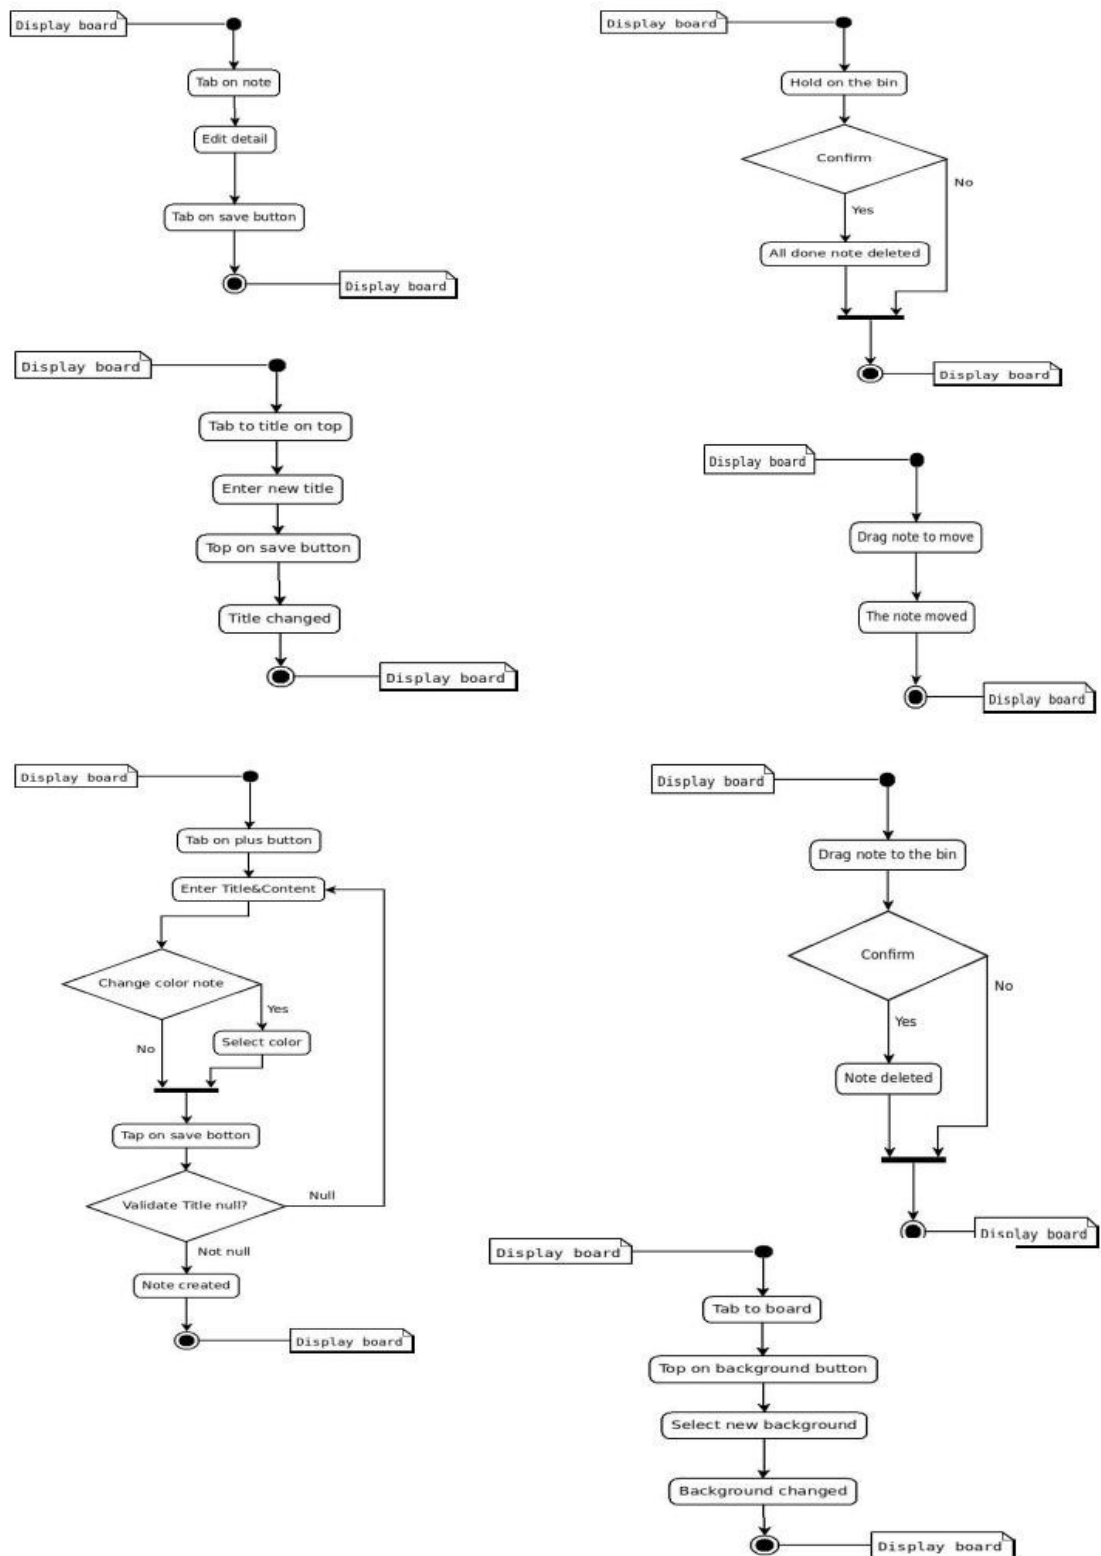 Display board
Tab on note
Edit detail
Tab on save button
Display board
Display board
Hold on the bin
Confirm
No
Yes
All done note deleted
Display board
Display board
Tab to title on top
Enter new title
Top on save button
Title changed
Display board
Display board
Drag note to move
The note moved
Display board
Display board
Tab on plus button
Enter Title&Content
Change color note
Yes
No
Select color
Tap on save botton
Validate Title null?
Null
Not null
Note created
Display board
Display board
Drag note to the bin
Confirm
No
Yes
Note deleted
Display board
Display board
Tab to board
Top on background button
Select new background
Background changed
Display board